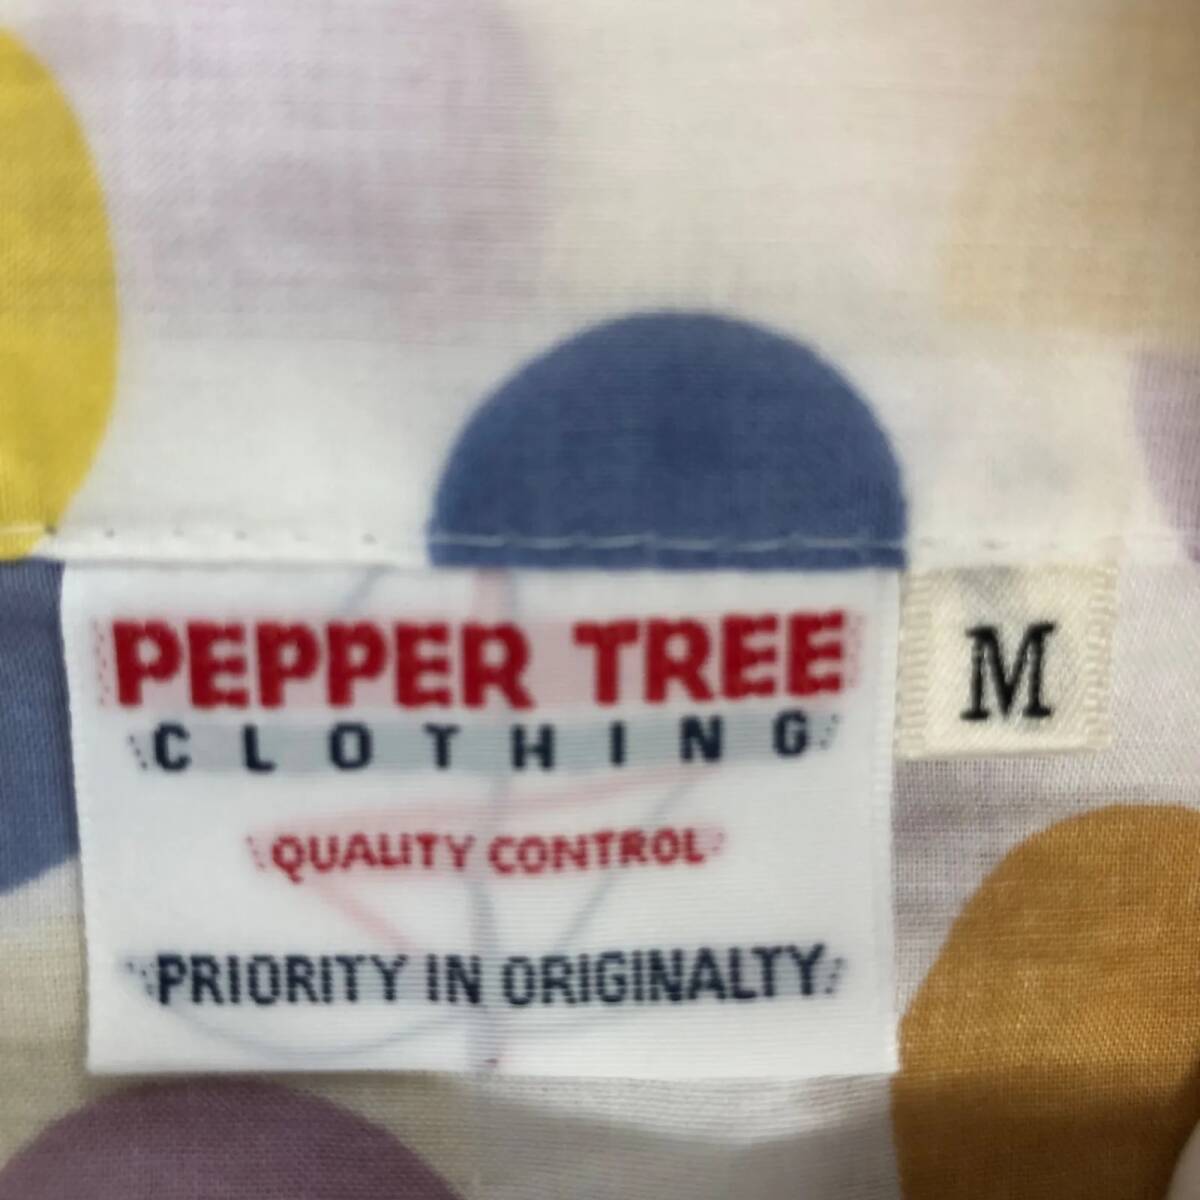 PEPPER TREE
CLOTHING
QUALITY CONTROL
PRIORITY IN ORIGINALTY
M